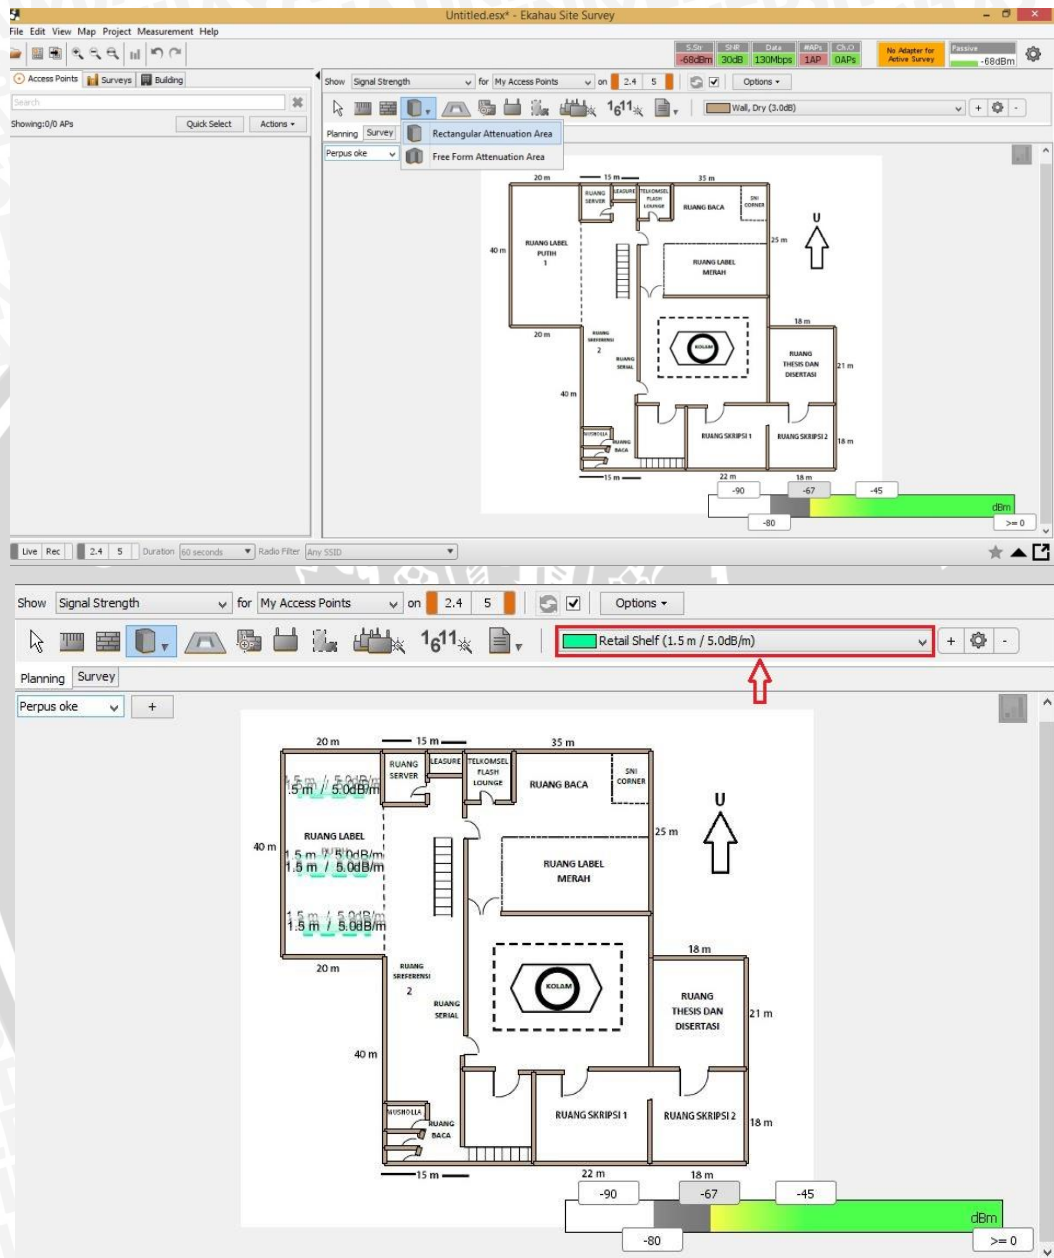 Untitled.esx* - Ekahau Site Survey
File Edit View Map Project Measurement Help
S.Str SNR Data #APs Ch.O
-68dBm 30dB 130Mbps 1AP 0APs
No Adapter for Active Survey
Passive
-68dBm
Access Points Surveys Building
Search
Showing:0/0 APs Quick Select Actions
Show Signal Strength for My Access Points on 2.4 5 Options
Wall, Dry (3.0dB) + -
Planning Survey
Rectangular Attenuation Area
Free Form Attenuation Area
Perpus oke
20 m 15 m 35 m
RUANG SERVER
LEASURE
TELKOMSEL FLASH LOUNGE
RUANG BACA
SNI CORNER
U
40 m
RUANG LABEL PUTIH 1
25 m
RUANG LABEL MERAH
18 m
20 m
RUANG SREFERENSI 2
RUANG SERIAL
KOLAM
RUANG THESIS DAN DISERTASI
21 m
40 m
MUSHOLLA
RUANG BACA
RUANG SKRIPSI 1
RUANG SKRIPSI 2
18 m
15 m 22 m 18 m
-90 -67 -45
dBm
-80 >= 0
Live Rec 2.4 5 Duration 60 seconds Radio Filter Any SSID
Show Signal Strength for My Access Points on 2.4 5 Options
Retail Shelf (1.5 m / 5.0dB/m) + -
Planning Survey
Perpus oke +
20 m 15 m 35 m
RUANG SERVER
LEASURE
TELKOMSEL FLASH LOUNGE
RUANG BACA
SNI CORNER
U
1.5 m / 5.0dB/m
.5 m / 5.0dB/m
RUANG LABEL
40 m
25 m
1.5 m / 5.0dB/m
1.5 m / 5.0dB/m
RUANG LABEL MERAH
1.5 m / 5.0dB/m
1.5 m / 5.0dB/m
18 m
20 m
RUANG SREFERENSI 2
RUANG SERIAL
KOLAM
RUANG THESIS DAN DISERTASI
21 m
40 m
MUSHOLLA
RUANG BACA
RUANG SKRIPSI 1
RUANG SKRIPSI 2
18 m
15 m 22 m 18 m
-90 -67 -45
dBm
-80 >= 0